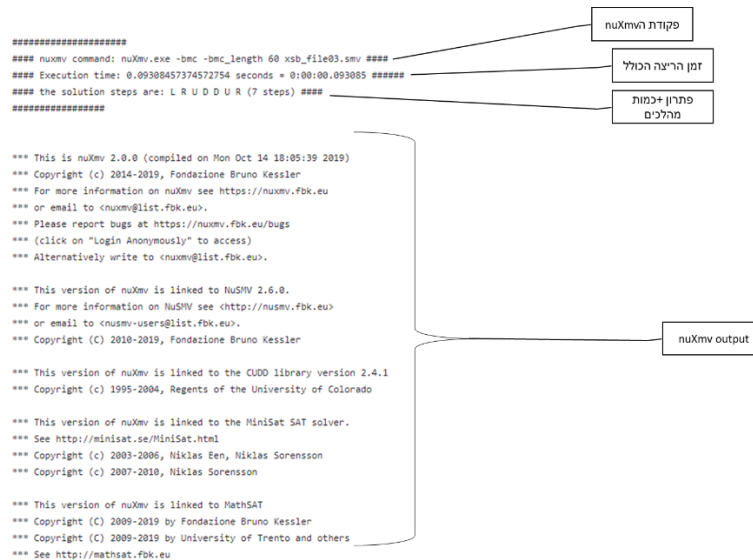 פקודת הnuXmv
####################
#### nuxmv command: nuXmv.exe -bmc -bmc_length 60 xsb_file03.smv ####
#### Execution time: 0.09308457374572754 seconds = 0:00:00.093085 ######
זמן הריצה הכולל
#### the solution steps are: L R U D D U R (7 steps) ####
פתרון +כמות
מהלכים
################
*** This is nuXmv 2.0.0 (compiled on Mon Oct 14 18:05:39 2019)
*** Copyright (c) 2014-2019, Fondazione Bruno Kessler
*** For more information on nuXmv see https://nuxmv.fbk.eu
*** or email to <nuxmv@list.fbk.eu>.
*** Please report bugs at https://nuxmv.fbk.eu/bugs
*** (click on "Login Anonymously" to access)
*** Alternatively write to <nuxmv@list.fbk.eu>.
*** This version of nuXmv is linked to NuSMV 2.6.0.
*** For more information on NuSMV see <http://nusmv.fbk.eu>
*** or email to <nusmv-users@list.fbk.eu>.
*** Copyright (C) 2010-2019, Fondazione Bruno Kessler
nuXmv output
*** This version of nuXmv is linked to the CUDD library version 2.4.1
*** Copyright (c) 1995-2004, Regents of the University of Colorado
*** This version of nuXmv is linked to the MiniSat SAT solver.
*** See http://minisat.se/MiniSat.html
*** Copyright (c) 2003-2006, Niklas Een, Niklas Sorensson
*** Copyright (c) 2007-2010, Niklas Sorensson
*** This version of nuXmv is linked to MathSAT
*** Copyright (C) 2009-2019 by Fondazione Bruno Kessler
*** Copyright (C) 2009-2019 by University of Trento and others
*** See http://mathsat.fbk.eu